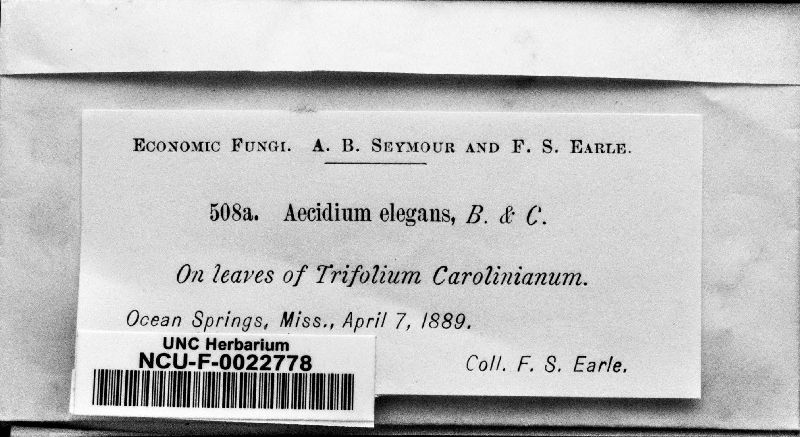 Economic Fungi. A. B. Seymour and F. S. Earle.
508a. Aecidium elegans, B. & C.
On leaves of Trifolium Carolinianum.
Ocean Springs, Miss., April 7, 1889.
Coll. F. S. Earle.
UNC Herbarium
NCU-F-0022778